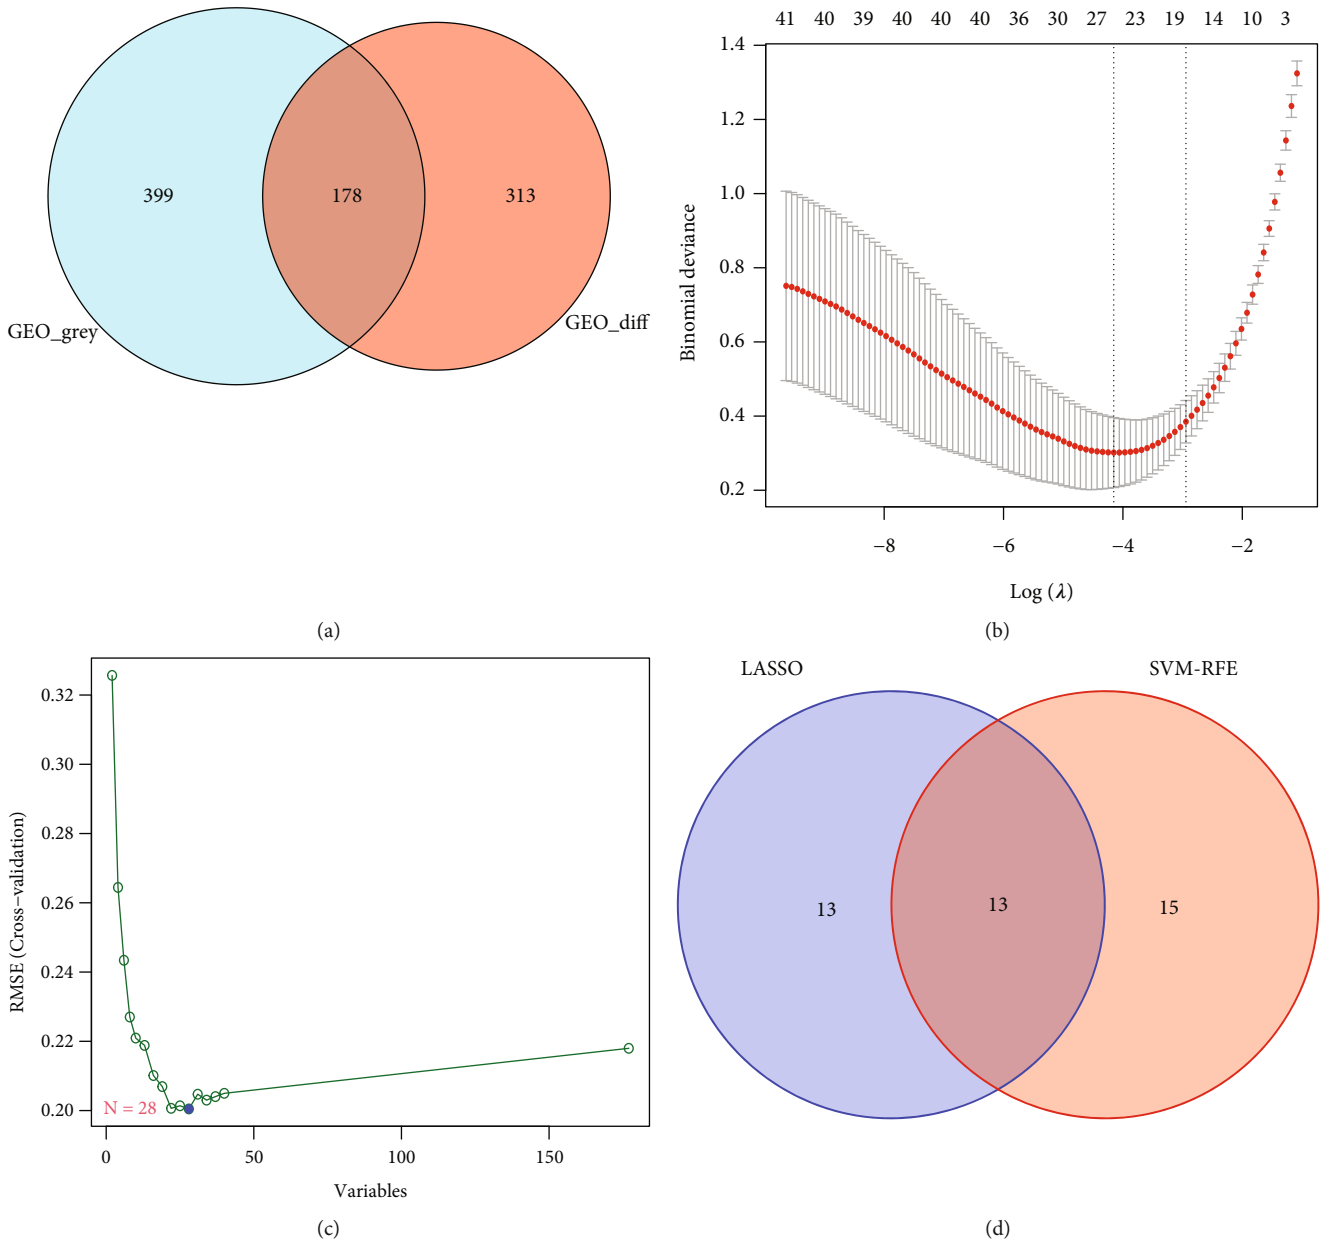 399
178
313
GEO_grey
GEO_diff
(a)
41 40 39 40 40 40 36 30 27 23 19 14 10 3
1.4
1.2
1.0
0.8
0.6
0.4
0.2
Binomial deviance
−8 −6 −4 −2
Log (λ)
(b)
0.32
0.30
0.28
0.26
0.24
0.22
0.20
RMSE (Cross−validation)
N = 28
0 50 100 150
Variables
(c)
LASSO SVM-RFE
13 13 15
(d)